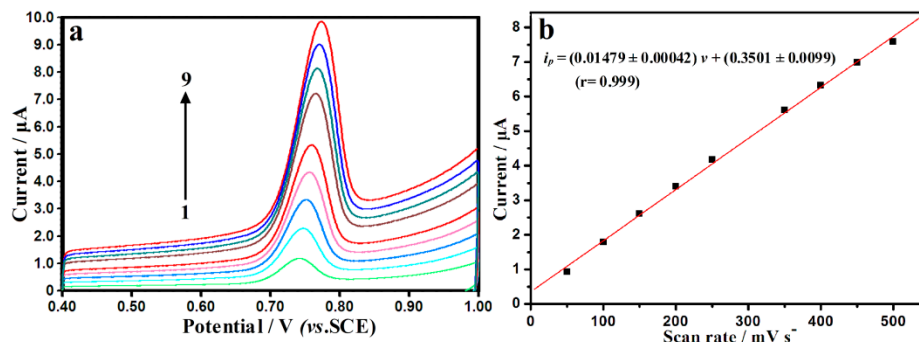 a
10.0
9.0
8.0
7.0
6.0
5.0
4.0
3.0
2.0
1.0
0.0
Current / µA
9
1
0.40 0.50 0.60 0.70 0.80 0.90 1.00
Potential / V (vs.SCE)
b
i_p = (0.01479 ± 0.00042) v + (0.3501 ± 0.0099)
(r= 0.999)
8
7
6
5
4
3
2
1
0
Current / µA
0 100 200 300 400 500
Scan rate / mV s⁻